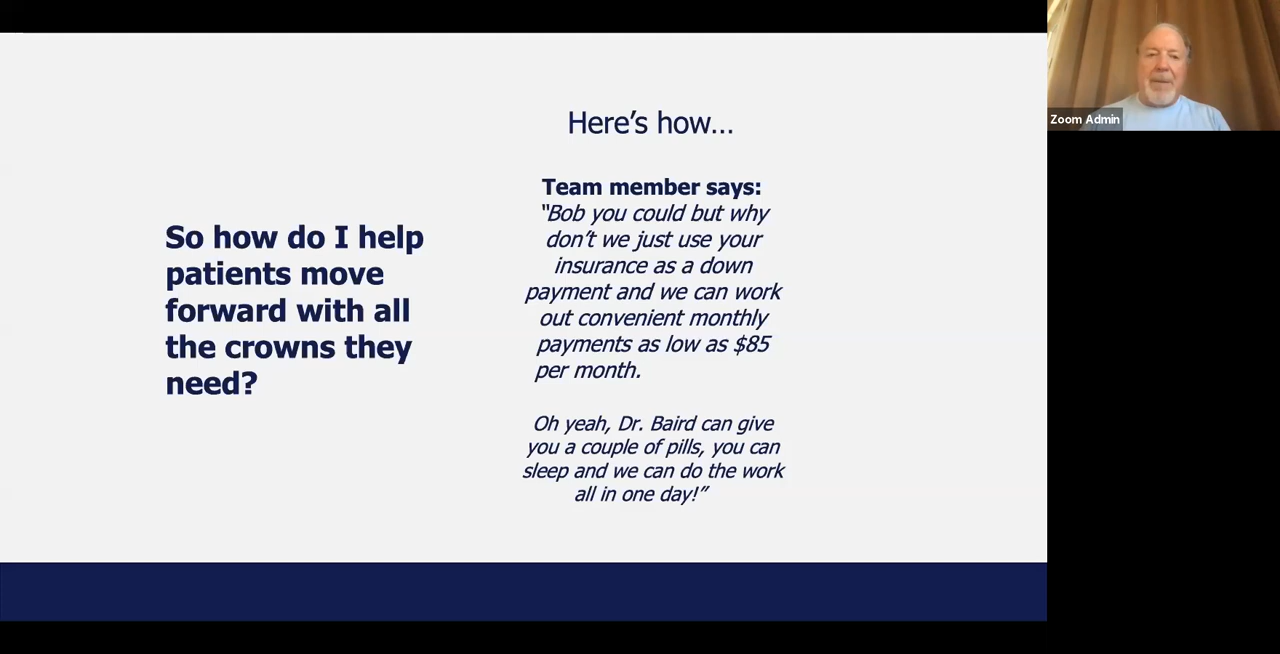 Here's how...
So how do I help
patients move
forward with all
the crowns they
need?
Team member says:
"Bob you could but why
don't we just use your
insurance as a down
payment and we can work
out convenient monthly
payments as low as $85
per month.
Oh yeah, Dr. Baird can give
you a couple of pills, you can
sleep and we can do the work
all in one day!"
Zoom Admin